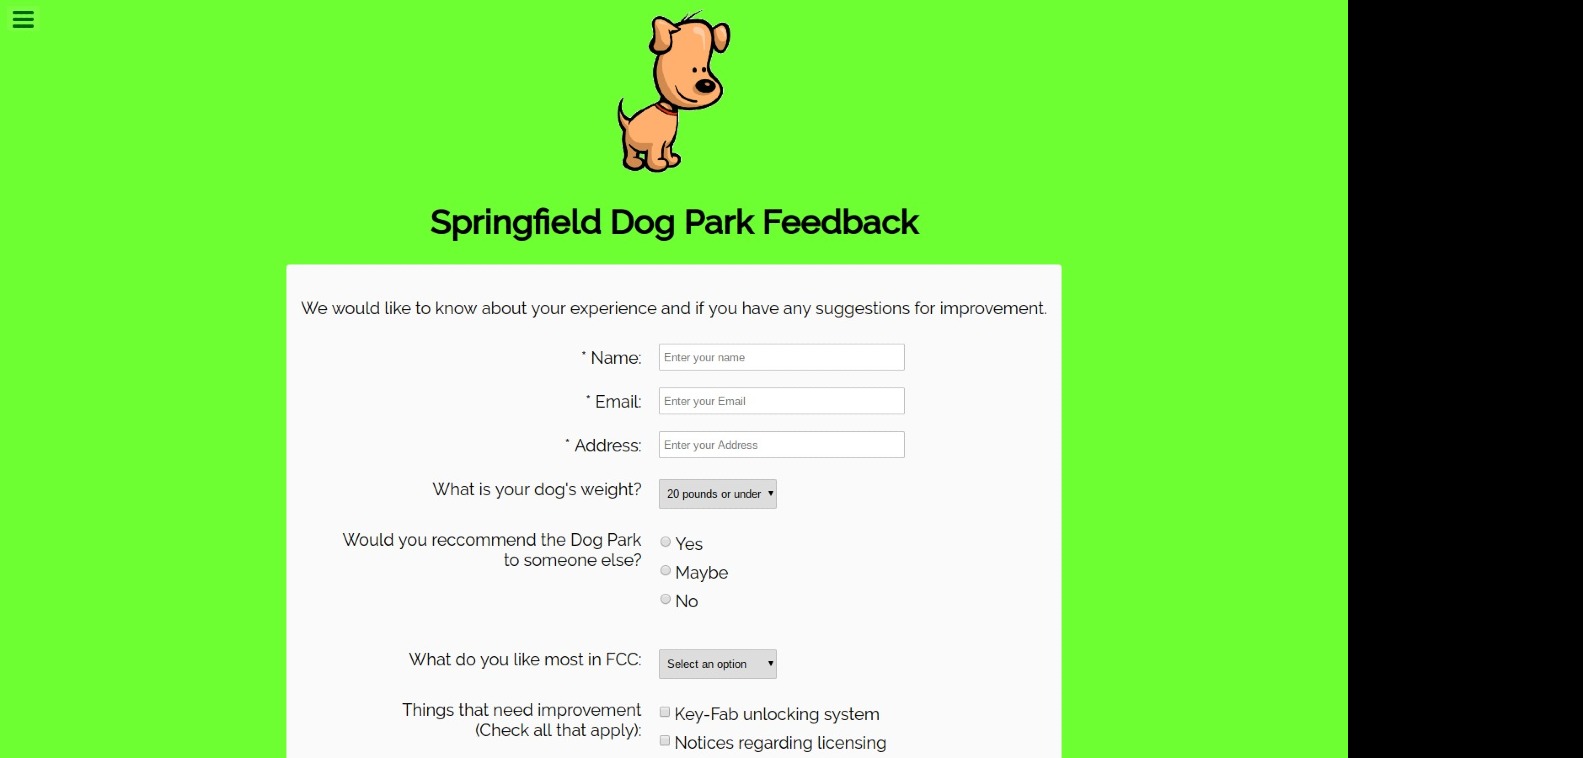 Springfield Dog Park Feedback
We would like to know about your experience and if you have any suggestions for improvement.
* Name: Enter your name
* Email: Enter your Email
* Address: Enter your Address
What is your dog's weight? 20 pounds or under
Would you reccommend the Dog Park
to someone else?
Yes
Maybe
No
What do you like most in FCC: Select an option
Things that need improvement
(Check all that apply):
Key-Fab unlocking system
Notices regarding licensing